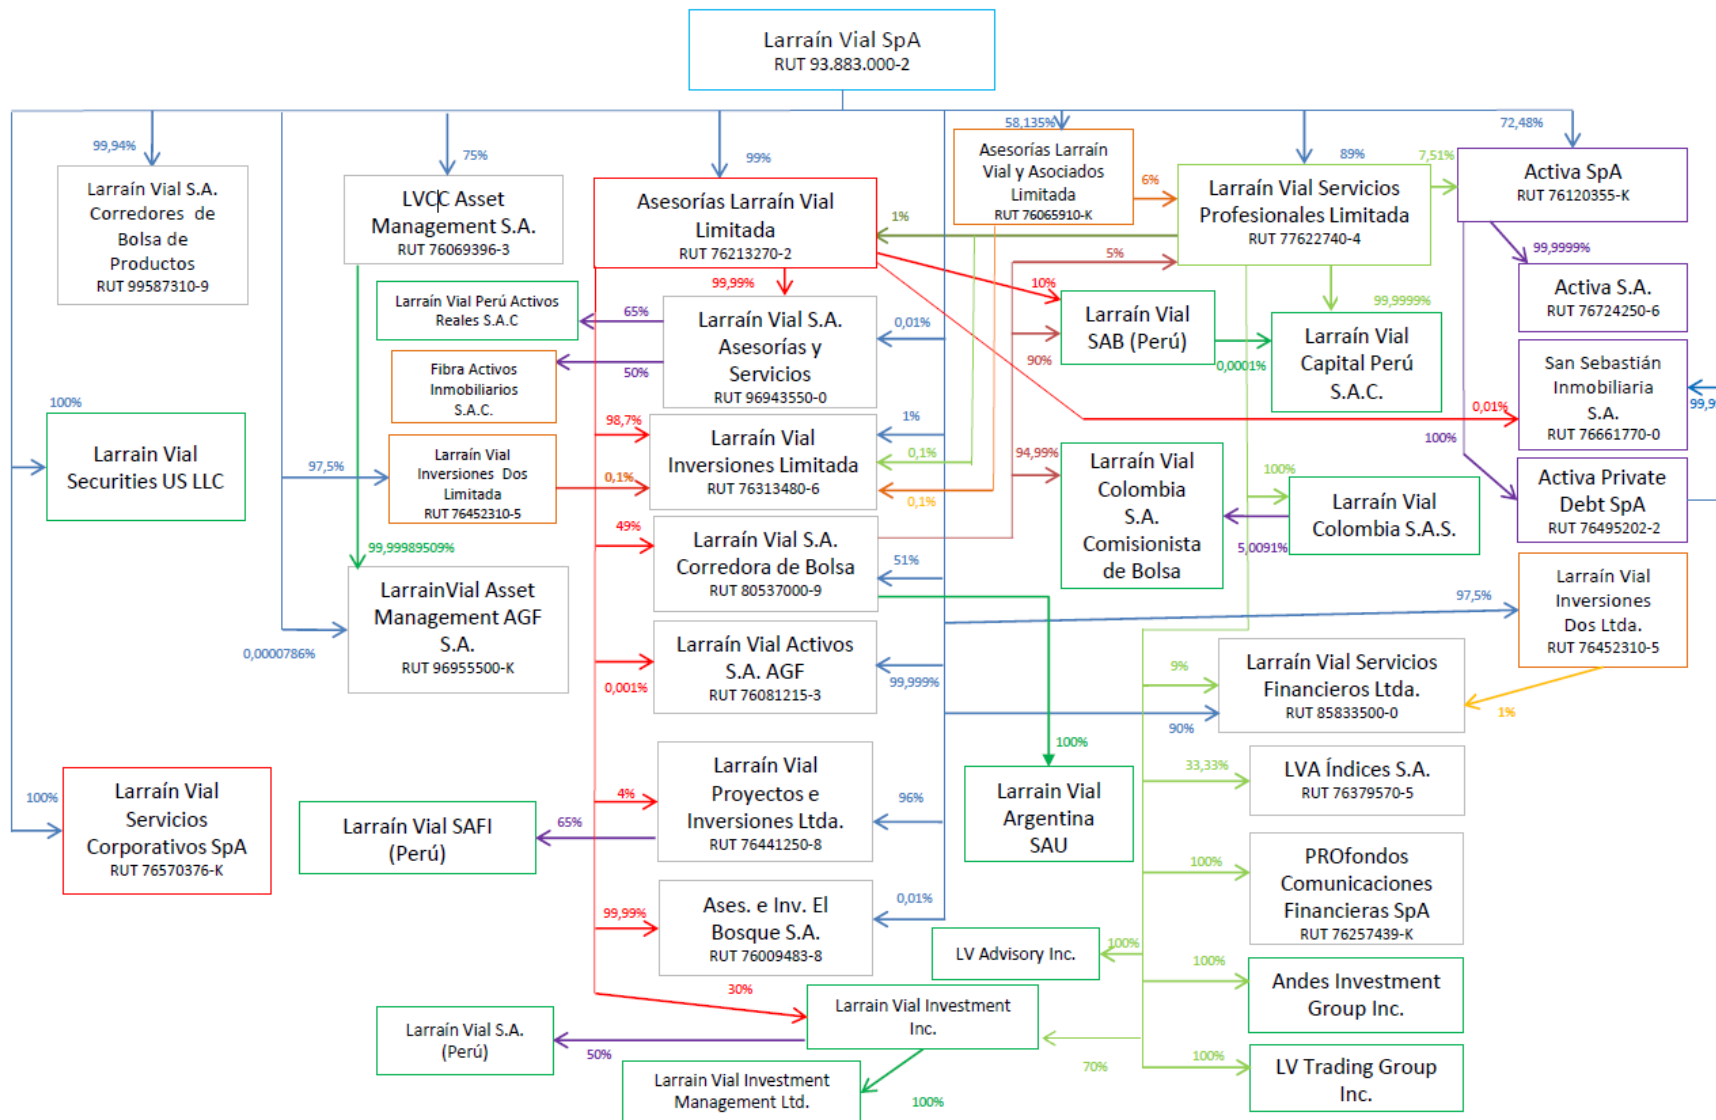 Larraín Vial SpA
RUT 93.883.000-2
99,94%
75%
99%
58,135%
89%
72,48%
7,51%
Larraín Vial S.A.
Corredores de
Bolsa de
Productos
RUT 99587310-9
LVCC Asset
Management S.A.
RUT 76069396-3
Asesorías Larraín Vial
Limitada
RUT 76213270-2
Asesorías Larraín
Vial y Asociados
Limitada
RUT 76065910-K
6%
Larraín Vial Servicios
Profesionales Limitada
RUT 77622740-4
Activa SpA
RUT 76120355-K
1%
5%
99,9999%
99,99%
10%
99,9999%
Larraín Vial Perú Activos
Reales S.A.C
65%
Larraín Vial S.A.
Asesorías y
Servicios
RUT 96943550-0
0,01%
Larraín Vial
SAB (Perú)
90%
0,0001%
Larraín Vial
Capital Perú
S.A.C.
Activa S.A.
RUT 76724250-6
Fibra Activos
Inmobiliarios
S.A.C.
50%
San Sebastián
Inmobiliaria
S.A.
RUT 76661770-0
0,01%
99,9
100%
Larrain Vial
Securities US LLC
97,5%
Larraín Vial
Inversiones Dos
Limitada
RUT 76452310-5
0,1%
98,7%
Larraín Vial
Inversiones Limitada
RUT 76313480-6
1%
0,1%
0,1%
94,99%
Larraín Vial
Colombia
S.A.
Comisionista
de Bolsa
100%
5,0091%
Larraín Vial
Colombia S.A.S.
100%
Activa Private
Debt SpA
RUT 76495202-2
99,99989509%
49%
Larraín Vial S.A.
Corredora de Bolsa
RUT 80537000-9
51%
LarrainVial Asset
Management AGF
S.A.
RUT 96955500-K
0,0000786%
97,5%
Larraín Vial
Inversiones
Dos Ltda.
RUT 76452310-5
0,001%
Larraín Vial Activos
S.A. AGF
RUT 76081215-3
99,999%
9%
Larraín Vial Servicios
Financieros Ltda.
RUT 85833500-0
90%
1%
100%
Larraín Vial
Servicios
Corporativos SpA
RUT 76570376-K
Larraín Vial SAFI
(Perú)
65%
4%
Larraín Vial
Proyectos e
Inversiones Ltda.
RUT 76441250-8
96%
100%
Larrain Vial
Argentina
SAU
33,33%
LVA Índices S.A.
RUT 76379570-5
100%
PROfondos
Comunicaciones
Financieras SpA
RUT 76257439-K
99,99%
Ases. e Inv. El
Bosque S.A.
RUT 76009483-8
0,01%
LV Advisory Inc.
100%
100%
Andes Investment
Group Inc.
30%
Larrain Vial Investment
Inc.
70%
Larraín Vial S.A.
(Perú)
50%
Larrain Vial Investment
Management Ltd.
100%
100%
LV Trading Group
Inc.